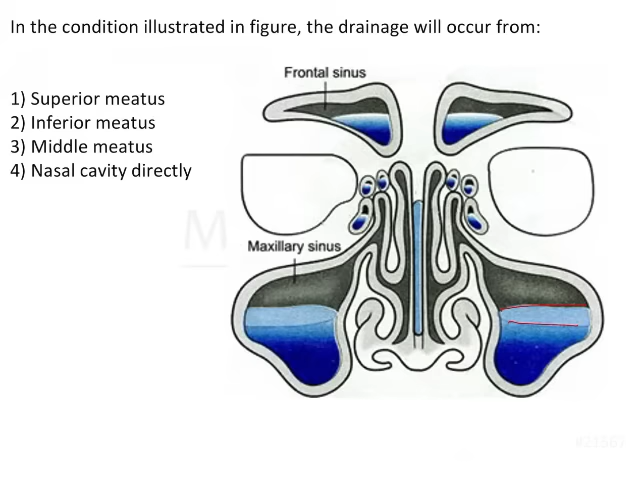 In the condition illustrated in figure, the drainage will occur from:
Frontal sinus
1) Superior meatus
2) Inferior meatus
3) Middle meatus
4) Nasal cavity directly
M
Maxillary sinus